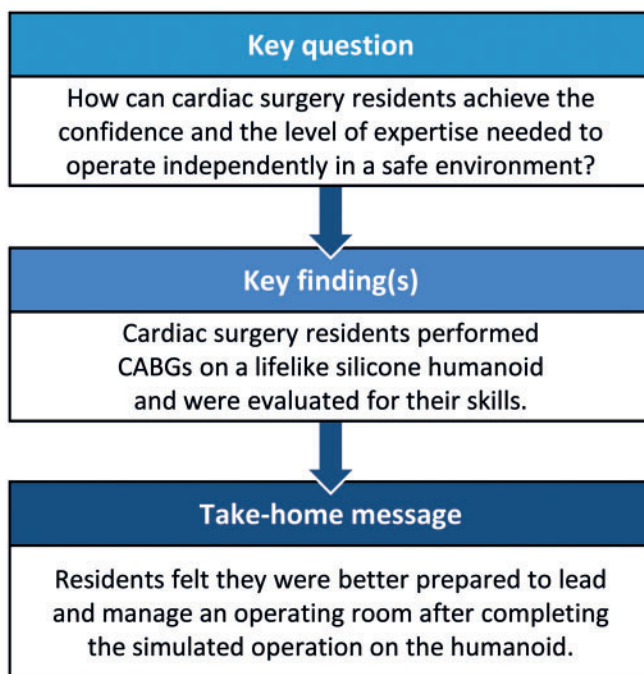 Key question
How can cardiac surgery residents achieve the
confidence and the level of expertise needed to
operate independently in a safe environment?
Key finding(s)
Cardiac surgery residents performed
CABGs on a lifelike silicone humanoid
and were evaluated for their skills.
Take-home message
Residents felt they were better prepared to lead
and manage an operating room after completing
the simulated operation on the humanoid.